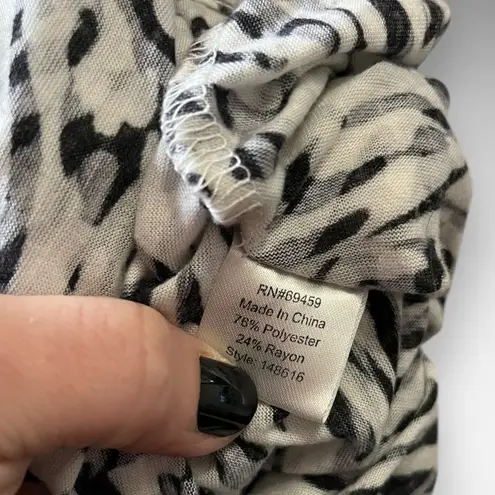 RN#69459
Made In China
76% Polyester
24% Rayon
Style: 148616